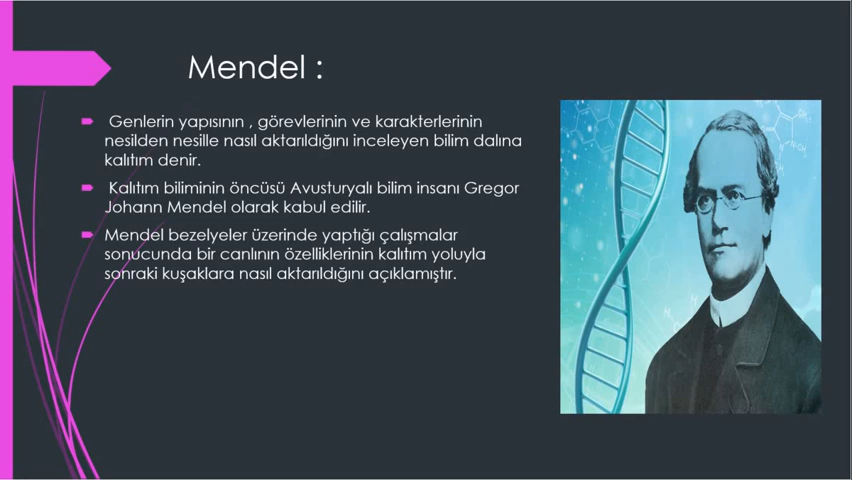 Mendel :
Genlerin yapısının , görevlerinin ve karakterlerinin
nesilden nesille nasıl aktarıldığını inceleyen bilim dalına
kalıtım denir.
Kalıtım biliminin öncüsü Avusturyalı bilim insanı Gregor
Johann Mendel olarak kabul edilir.
Mendel bezelyeler üzerinde yaptığı çalışmalar
sonucunda bir canlının özelliklerinin kalıtım yoluyla
sonraki kuşaklara nasıl aktarıldığını açıklamıştır.